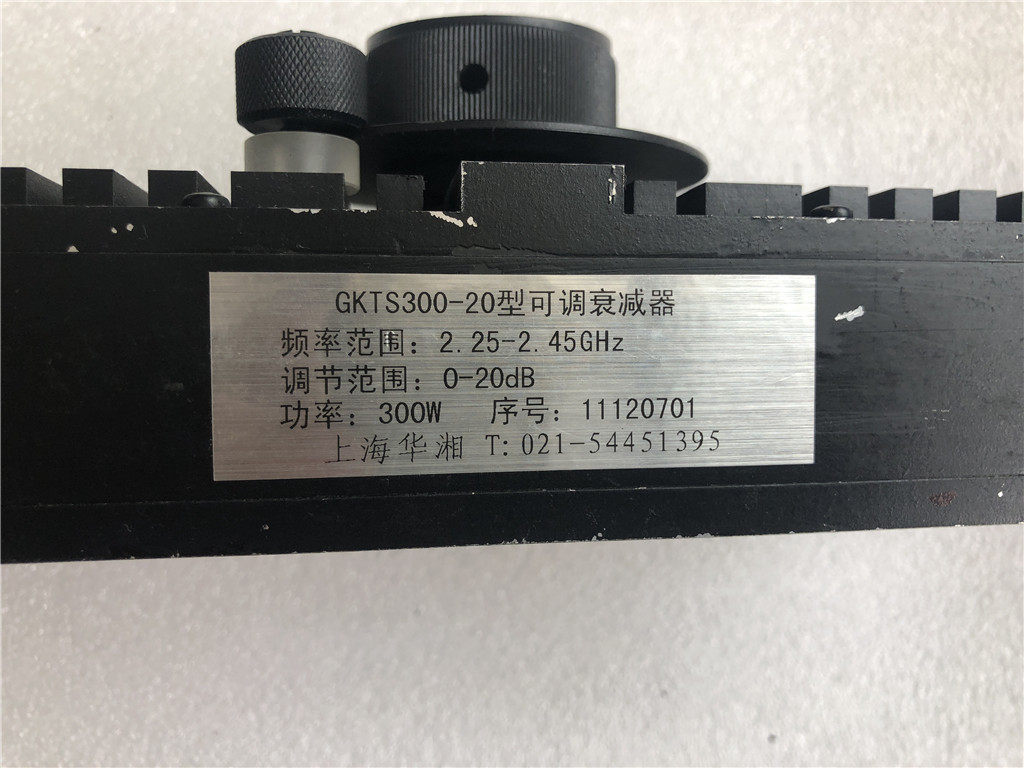 GKTS300-20型可调衰减器
频率范围：2.25-2.45GHz
调节范围：0-20dB
功率：300W 序号：11120701
上海华湘 T：021-54451395